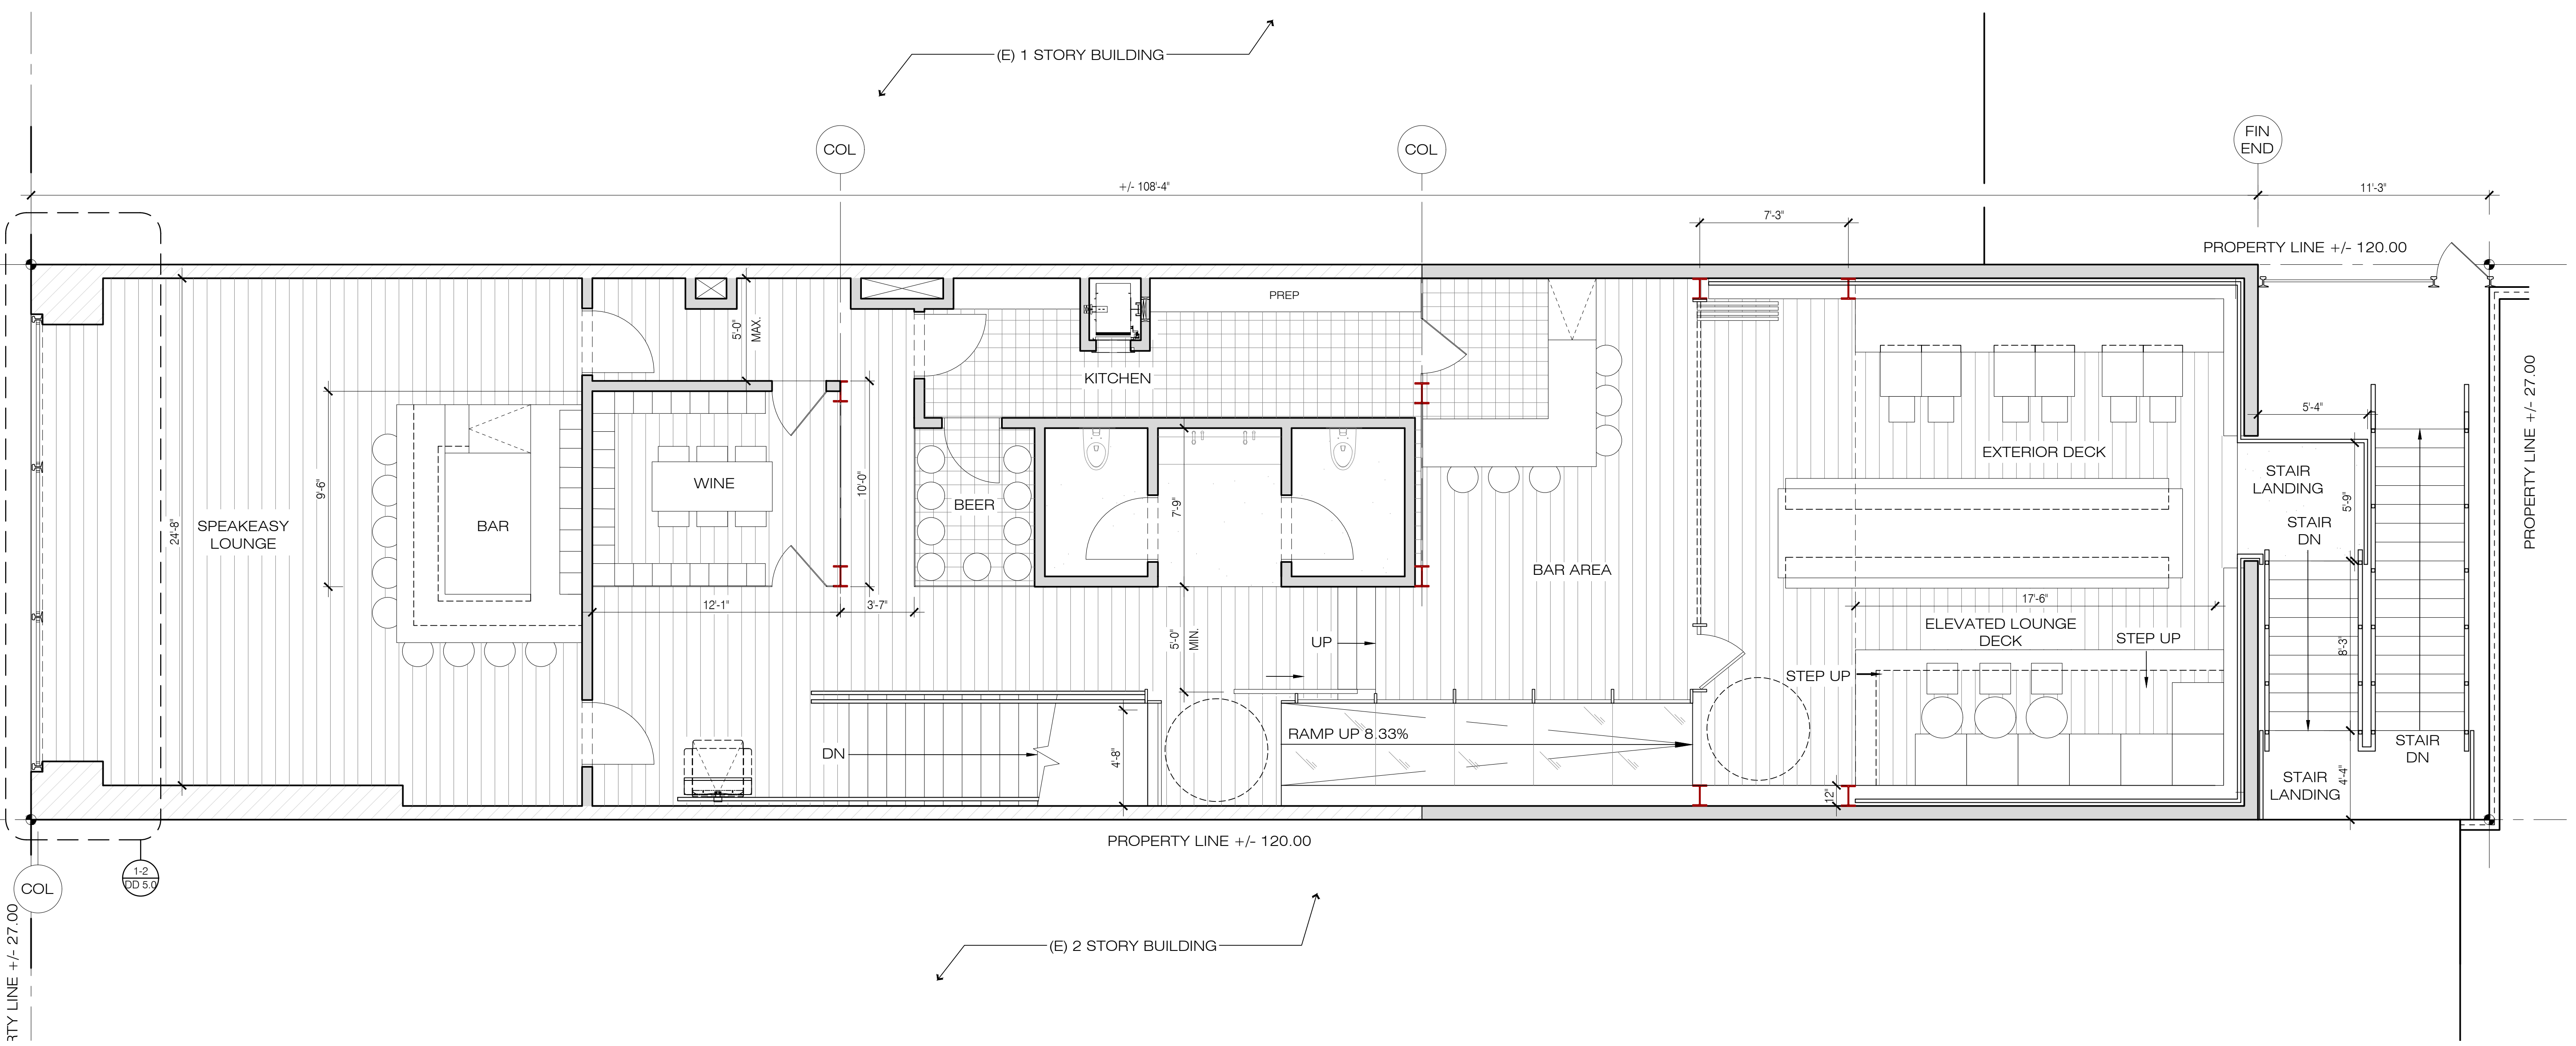 (E) 1 STORY BUILDING
COL
COL
FIN
END
+/- 108'-4"
11'-3"
7'-3"
PROPERTY LINE +/- 120.00
PREP
5'-0"
MAX.
KITCHEN
PROPERTY LINE +/- 27.00
5'-4"
EXTERIOR DECK
9'-6"
10'-0"
WINE
STAIR
LANDING
5'-9"
7'-9"
BEER
24'-8"
SPEAKEASY
LOUNGE
BAR
STAIR
DN
BAR AREA
12'-1"
3'-7"
17'-6"
ELEVATED LOUNGE
DECK
STEP UP
5'-0"
MIN.
UP
8'-3"
STEP UP
RAMP UP 8.33%
DN
4'-8"
STAIR
DN
STAIR
LANDING
4'-4"
12"
PROPERTY LINE +/- 120.00
1-2
DD 5.0
COL
RTY LINE +/- 27.00
(E) 2 STORY BUILDING